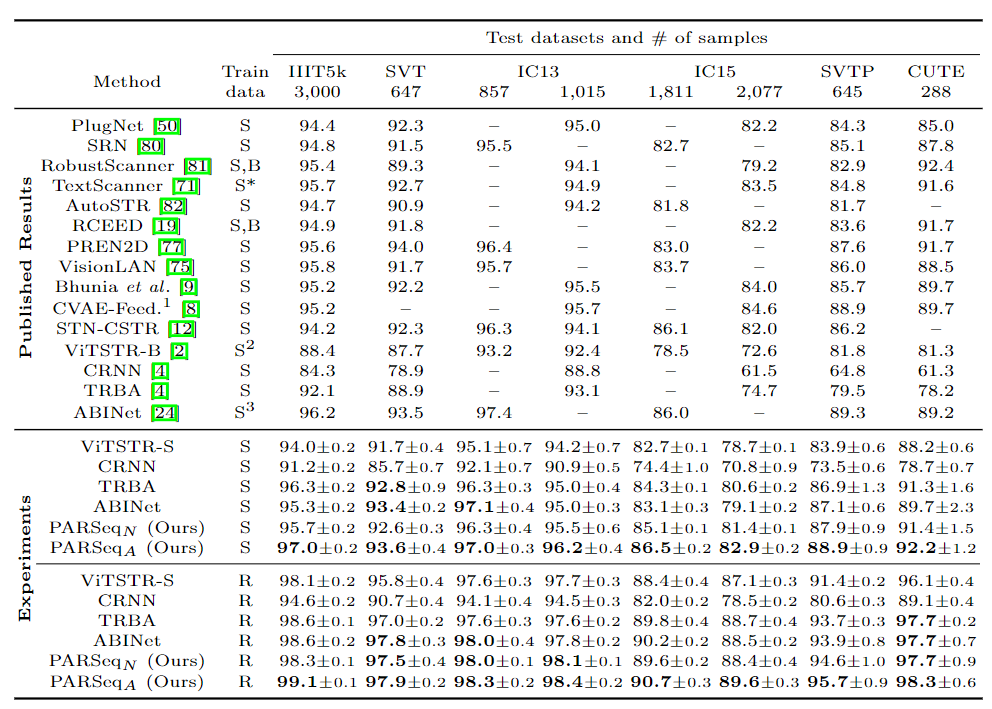 Test datasets and # of samples
Method Train data IIIT5k 3,000 SVT 647 IC13 857 1,015 IC15 1,811 2,077 SVTP 645 CUTE 288
Published Results
PlugNet [50] S 94.4 92.3 – 95.0 – 82.2 84.3 85.0
SRN [80] S 94.8 91.5 95.5 – 82.7 – 85.1 87.8
RobustScanner [81] S,B 95.4 89.3 – 94.1 – 79.2 82.9 92.4
TextScanner [71] S* 95.7 92.7 – 94.9 – 83.5 84.8 91.6
AutoSTR [82] S 94.7 90.9 – 94.2 81.8 – 81.7 –
RCEED [19] S,B 94.9 91.8 – – – 82.2 83.6 91.7
PREN2D [77] S 95.6 94.0 96.4 – 83.0 – 87.6 91.7
VisionLAN [75] S 95.8 91.7 95.7 – 83.7 – 86.0 88.5
Bhunia et al. [9] S 95.2 92.2 – 95.5 – 84.0 85.7 89.7
CVAE-Feed.¹ [8] S 95.2 – – 95.7 – 84.6 88.9 89.7
STN-CSTR [12] S 94.2 92.3 96.3 94.1 86.1 82.0 86.2 –
ViTSTR-B [2] S² 88.4 87.7 93.2 92.4 78.5 72.6 81.8 81.3
CRNN [4] S 84.3 78.9 – 88.8 – 61.5 64.8 61.3
TRBA [4] S 92.1 88.9 – 93.1 – 74.7 79.5 78.2
ABINet [24] S³ 96.2 93.5 97.4 – 86.0 – 89.3 89.2
Experiments
ViTSTR-S S 94.0±0.2 91.7±0.4 95.1±0.7 94.2±0.7 82.7±0.1 78.7±0.1 83.9±0.6 88.2±0.6
CRNN S 91.2±0.2 85.7±0.7 92.1±0.7 90.9±0.5 74.4±1.0 70.8±0.9 73.5±0.6 78.7±0.7
TRBA S 96.3±0.2 92.8±0.9 96.3±0.3 95.0±0.4 84.3±0.1 80.6±0.2 86.9±1.3 91.3±1.6
ABINet S 95.3±0.2 93.4±0.2 97.1±0.4 95.0±0.3 83.1±0.3 79.1±0.2 87.1±0.6 89.7±2.3
PARSeqN (Ours) S 95.7±0.2 92.6±0.3 96.3±0.4 95.5±0.6 85.1±0.1 81.4±0.1 87.9±0.9 91.4±1.5
PARSeqA (Ours) S 97.0±0.2 93.6±0.4 97.0±0.3 96.2±0.4 86.5±0.2 82.9±0.2 88.9±0.9 92.2±1.2
ViTSTR-S R 98.1±0.2 95.8±0.4 97.6±0.3 97.7±0.3 88.4±0.4 87.1±0.3 91.4±0.2 96.1±0.4
CRNN R 94.6±0.2 90.7±0.4 94.1±0.4 94.5±0.3 82.0±0.2 78.5±0.2 80.6±0.3 89.1±0.4
TRBA R 98.6±0.1 97.0±0.2 97.6±0.3 97.6±0.2 89.8±0.4 88.7±0.4 93.7±0.3 97.7±0.2
ABINet R 98.6±0.2 97.8±0.3 98.0±0.4 97.8±0.2 90.2±0.2 88.5±0.2 93.9±0.8 97.7±0.7
PARSeqN (Ours) R 98.3±0.1 97.5±0.4 98.0±0.1 98.1±0.1 89.6±0.2 88.4±0.4 94.6±1.0 97.7±0.9
PARSeqA (Ours) R 99.1±0.1 97.9±0.2 98.3±0.2 98.4±0.2 90.7±0.3 89.6±0.3 95.7±0.9 98.3±0.6